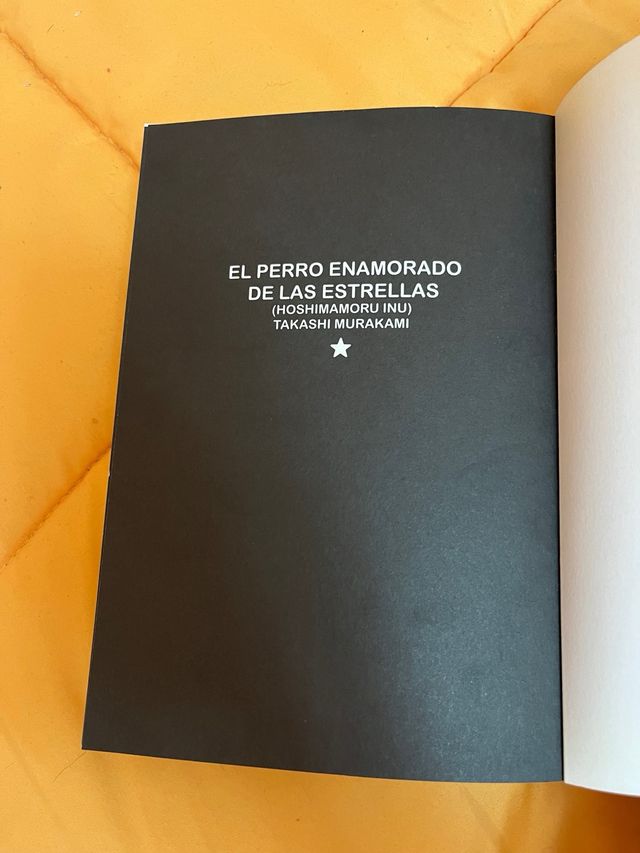 EL PERRO ENAMORADO
DE LAS ESTRELLAS
(HOSHIMAMORU INU)
TAKASHI MURAKAMI